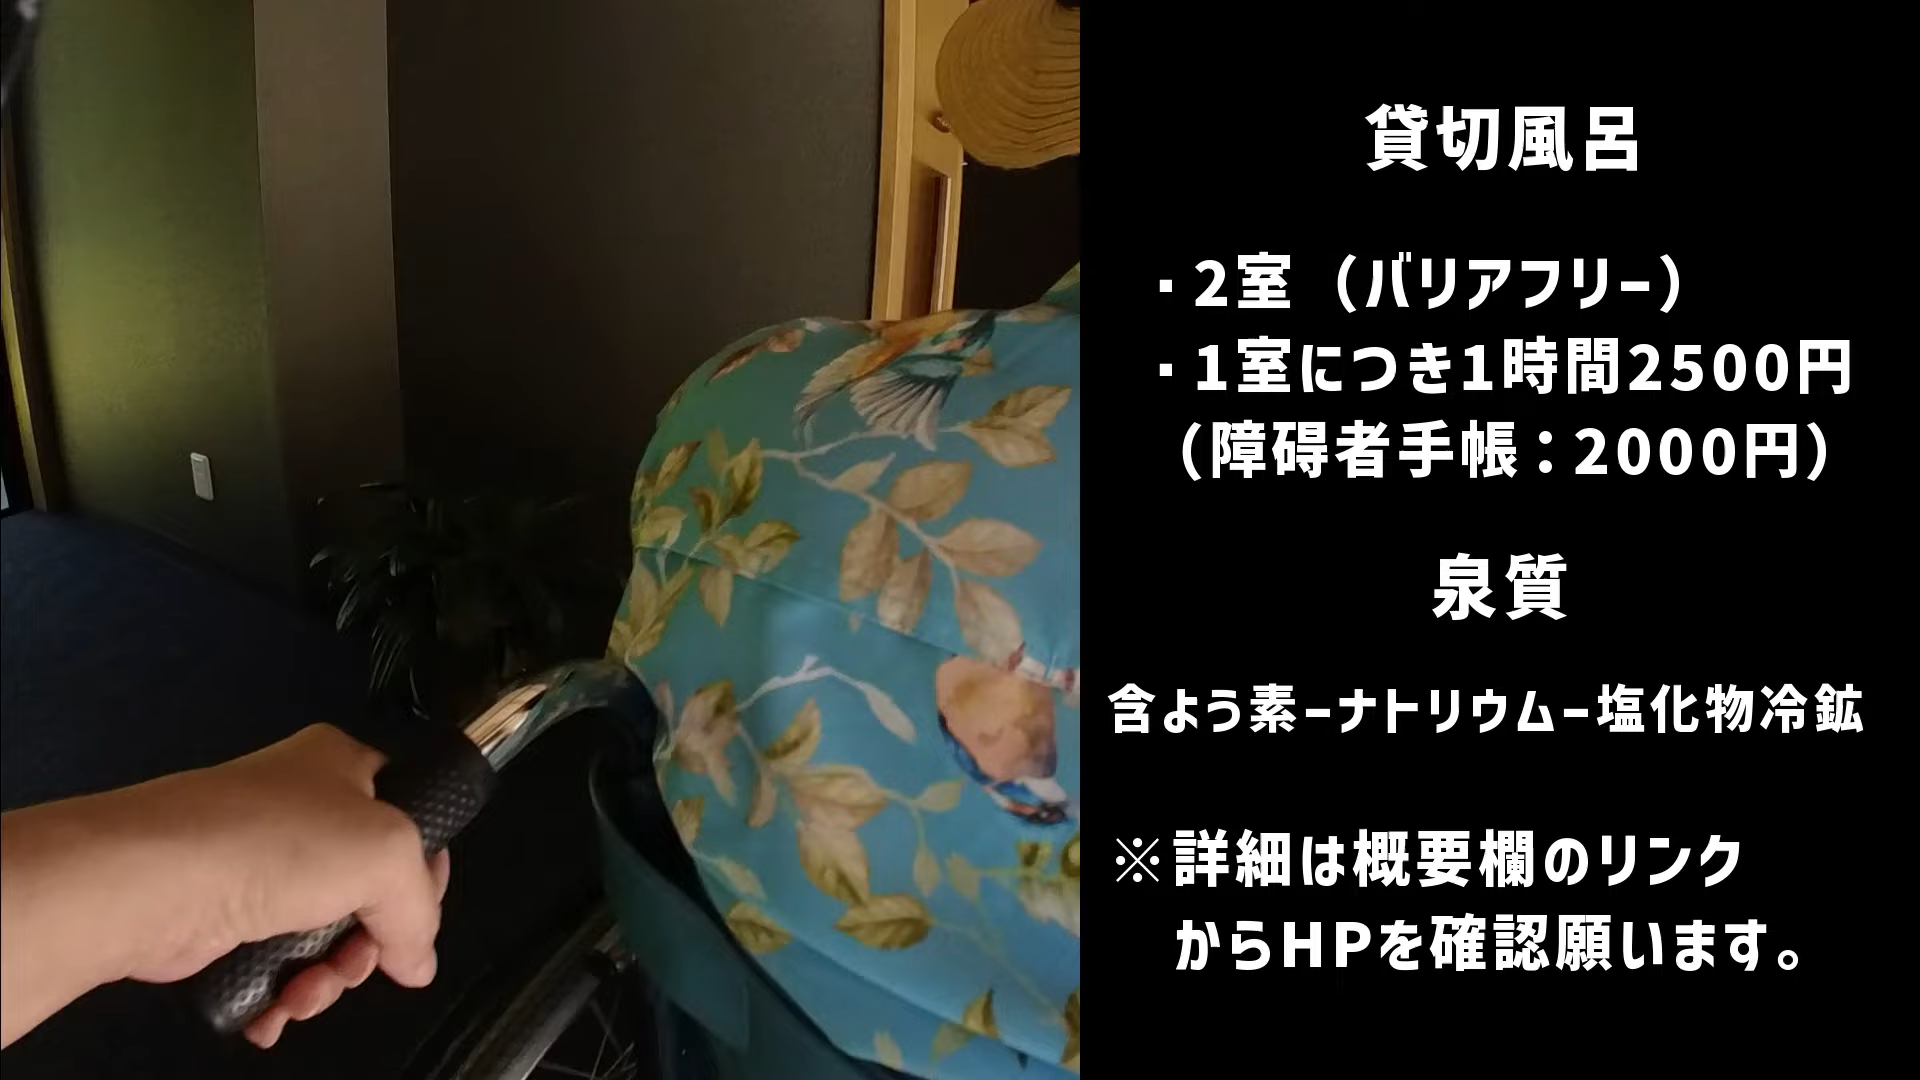 貸切風呂
・2室（バリアフリー）
・1室につき1時間2500円
（障碍者手帳：2000円）
泉質
含よう素ーナトリウムー塩化物冷鉱
※詳細は概要欄のリンク
からHPを確認願います。